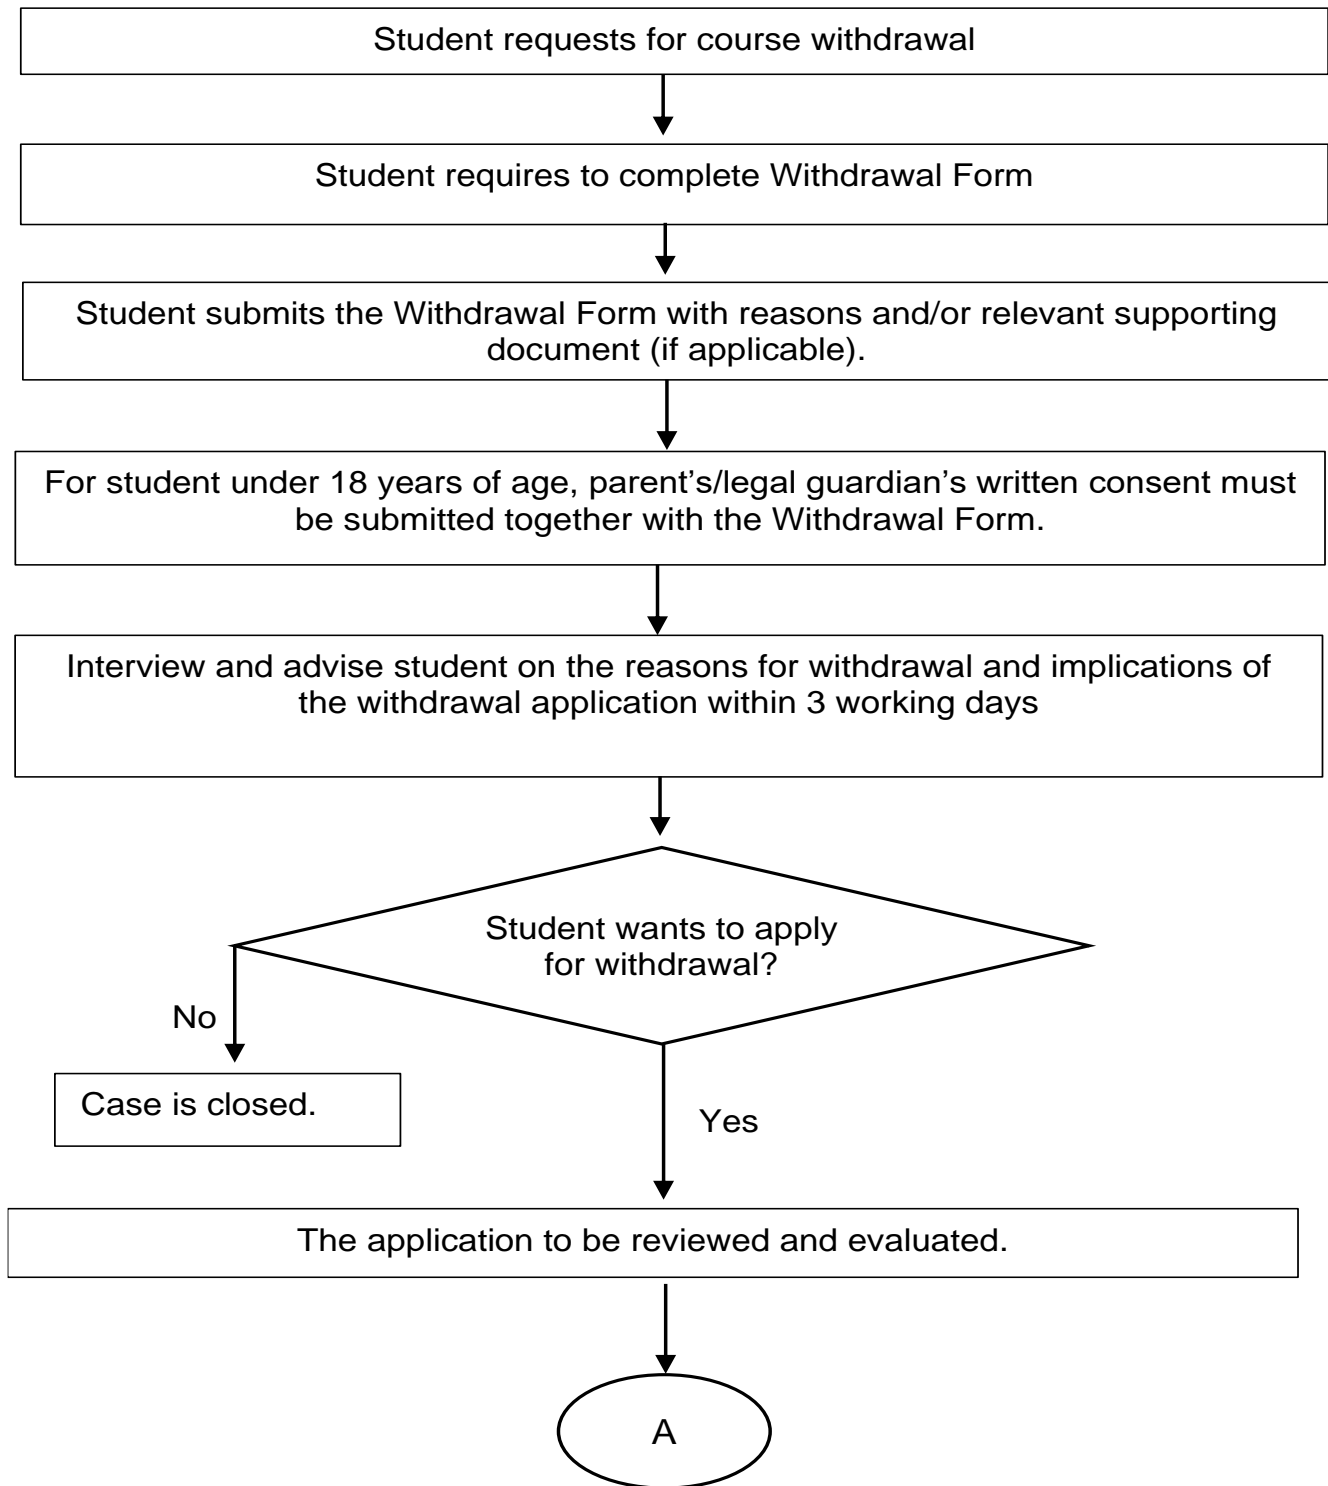 Student requests for course withdrawal
Student requires to complete Withdrawal Form
Student submits the Withdrawal Form with reasons and/or relevant supporting
document (if applicable).
For student under 18 years of age, parent’s/legal guardian’s written consent must
be submitted together with the Withdrawal Form.
Interview and advise student on the reasons for withdrawal and implications of
the withdrawal application within 3 working days
Student wants to apply
for withdrawal?
No
Case is closed.
Yes
The application to be reviewed and evaluated.
A